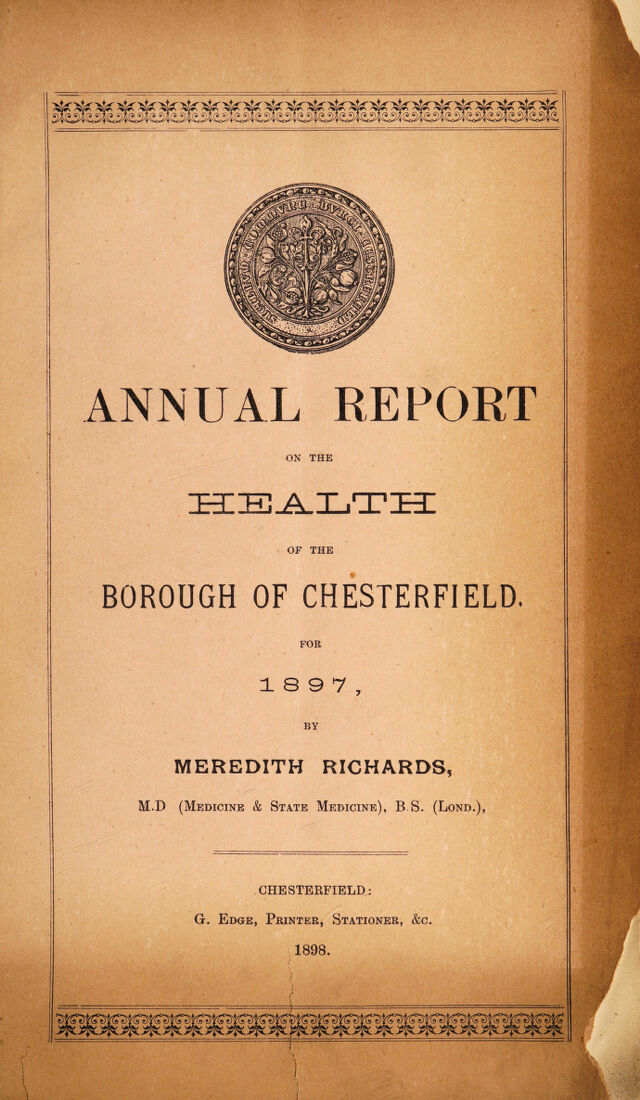 ANNUAL REPORT
ON THE
HEALTH
OF THE
BOROUGH OF CHESTERFIELD.
FOR
1897,
BY
MEREDITH RICHARDS,
M.D (MEDICINE & STATE MEDICINE), B.S. (LOND.),
CHESTERFIELD:
G. EDGE, PRINTER, STATIONER, &C.
1898.